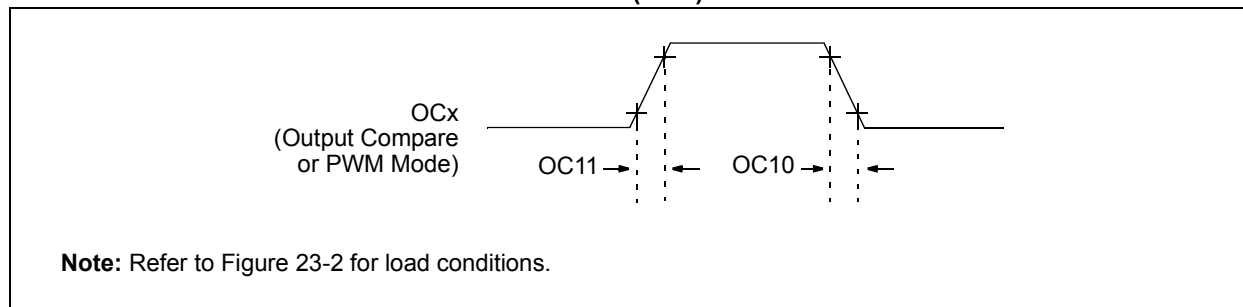 OCx
(Output Compare
or PWM Mode)
OC11
OC10
Note: Refer to Figure 23-2 for load conditions.